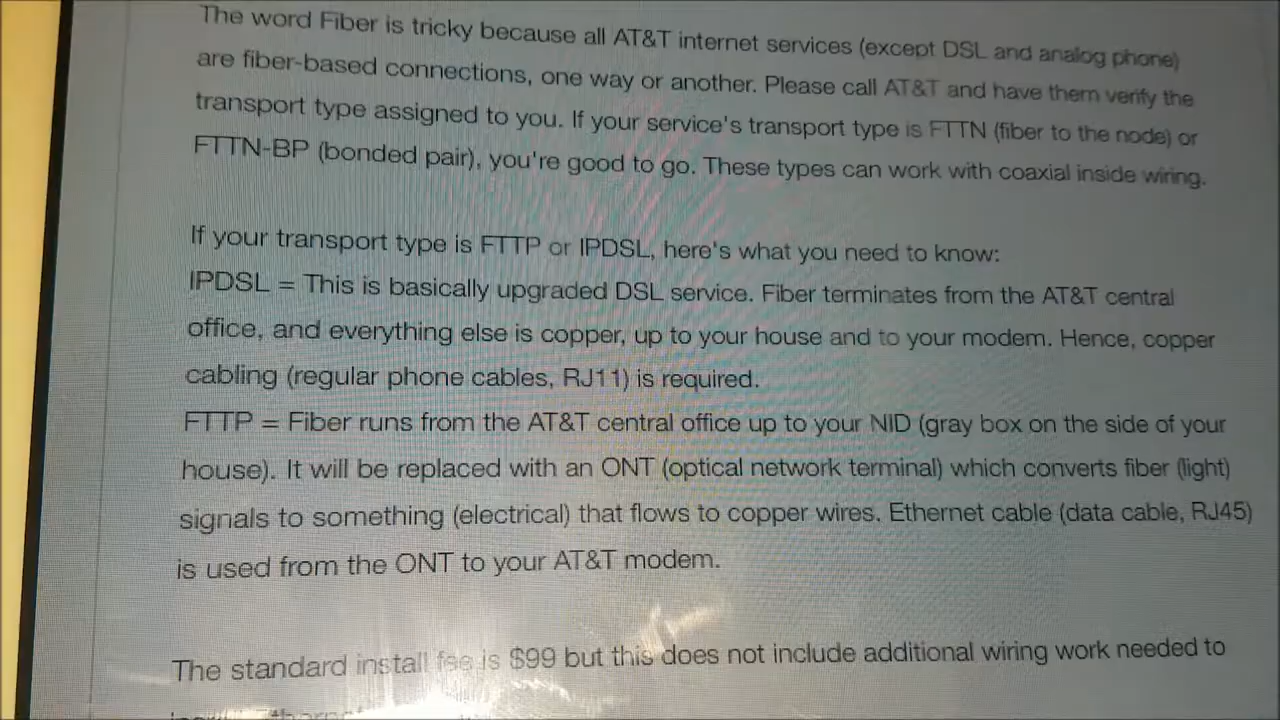 The word Fiber is tricky because all AT&T internet services (except DSL and analog phone)
are fiber-based connections, one way or another. Please call AT&T and have them verify the
transport type assigned to you. If your service's transport type is FTTN (fiber to the node) or
FTTN-BP (bonded pair), you're good to go. These types can work with coaxial inside wiring.
If your transport type is FTTP or IPDSL, here's what you need to know:
IPDSL = This is basically upgraded DSL service. Fiber terminates from the AT&T central
office, and everything else is copper, up to your house and to your modem. Hence, copper
cabling (regular phone cables, RJ11) is required.
FTTP = Fiber runs from the AT&T central office up to your NID (gray box on the side of your
house). It will be replaced with an ONT (optical network terminal) which converts fiber (light)
signals to something (electrical) that flows to copper wires. Ethernet cable (data cable, RJ45)
is used from the ONT to your AT&T modem.
The standard install fee is $99 but this does not include additional wiring work needed to